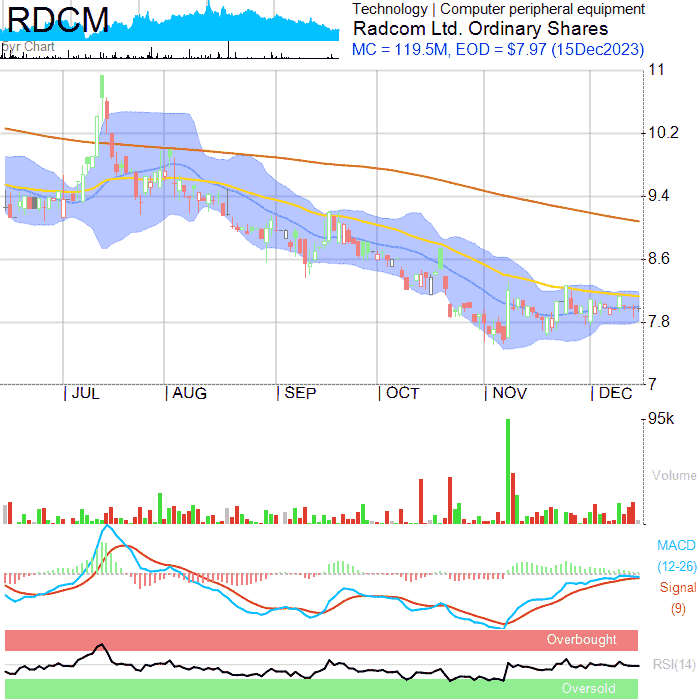 RDCM
5yr Chart
Technology | Computer peripheral equipment
Radcom Ltd. Ordinary Shares
MC = 119.5M, EOD = $7.97 (15Dec2023)
11
10.2
9.4
8.6
7.8
7
JUL AUG SEP OCT NOV DEC
95k
Volume
MACD
(12-26)
Signal
(9)
Overbought
RSI(14)
Oversold